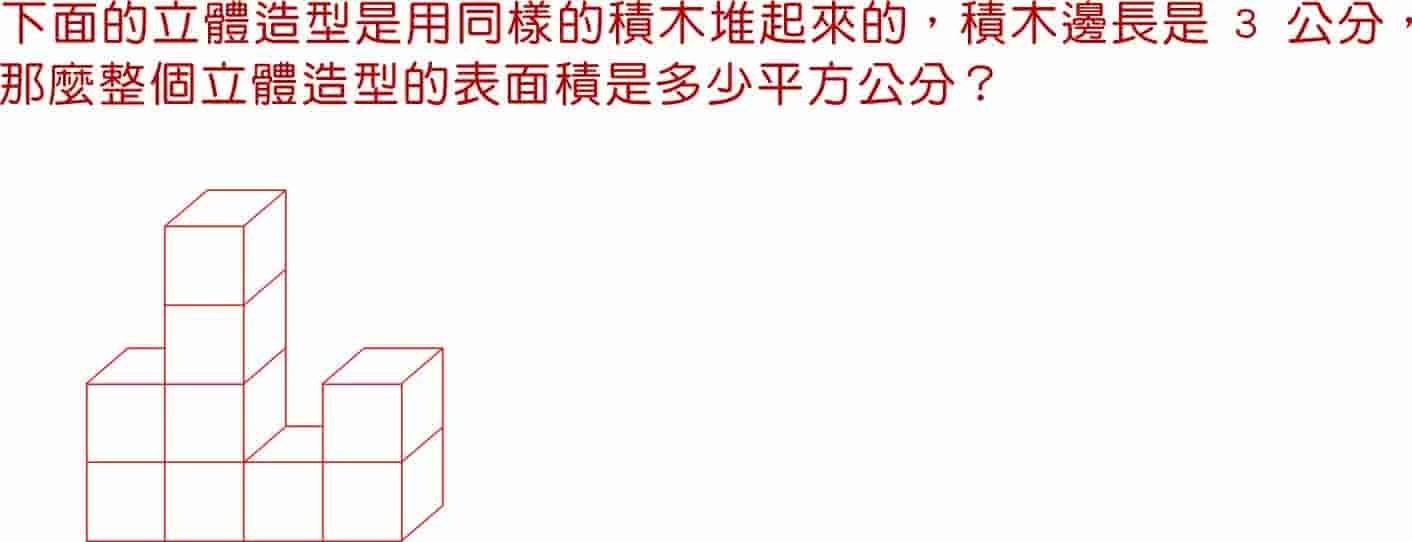 下面的立體造型是用同樣的積木堆起來的，積木邊長是 3 公分，
那麼整個立體造型的表面積是多少平方公分？